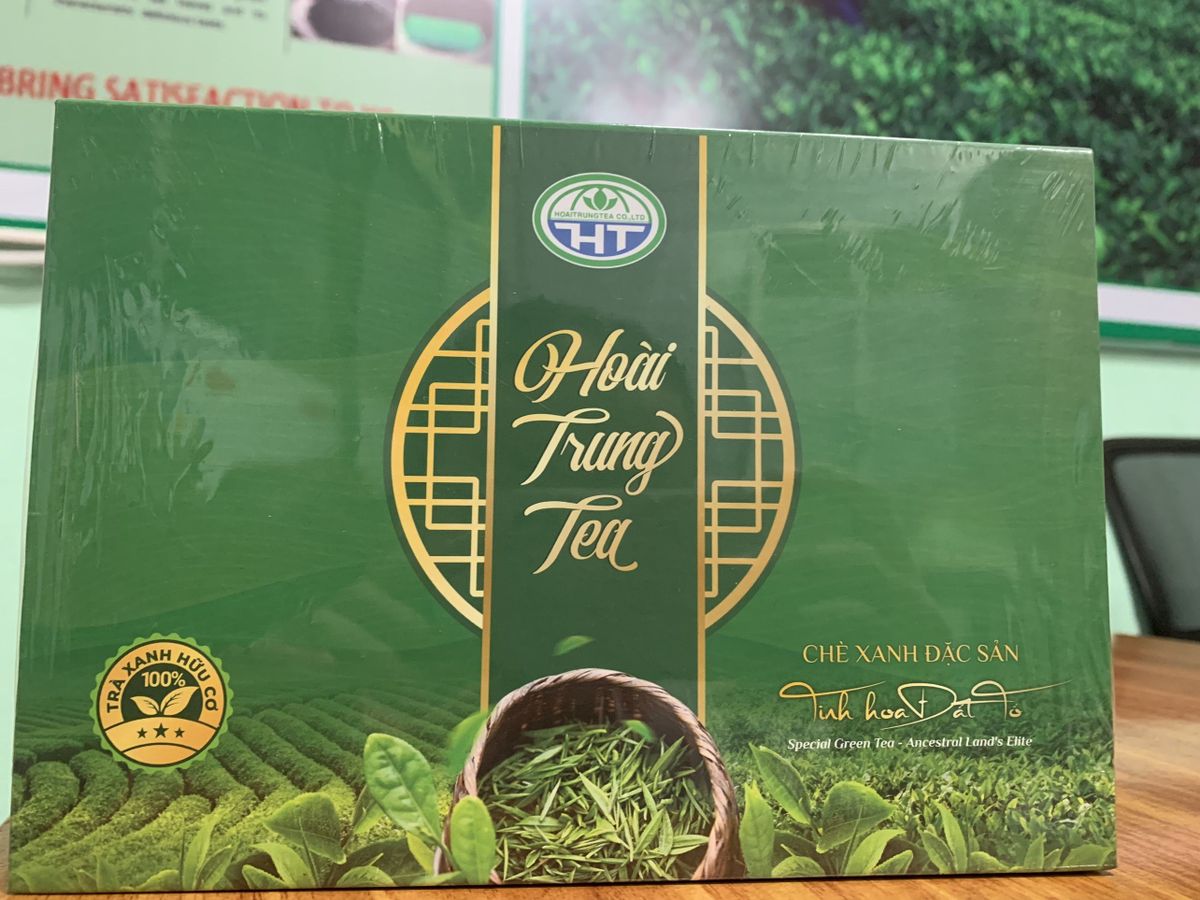 BRING SATISFACTION TO
HOAITRUNGTEA CO.,LTD
HT
Hoài
Trung
Tea
TRÀ XANH HỮU CƠ
100%
CHÈ XANH ĐẶC SẢN
Tinh hoa Đất Tổ
Special Green Tea - Ancestral Land's Elite